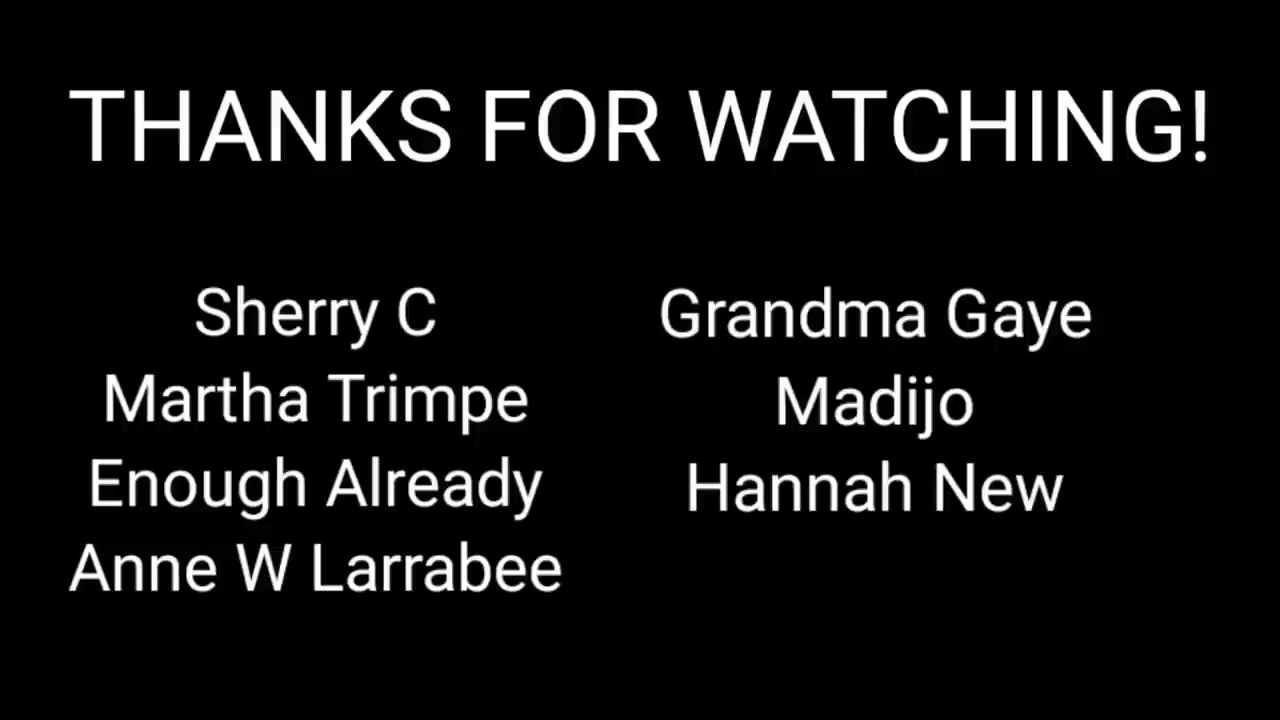 THANKS FOR WATCHING!
Sherry C
Martha Trimpe
Enough Already
Anne W Larrabee
Grandma Gaye
Madijo
Hannah New